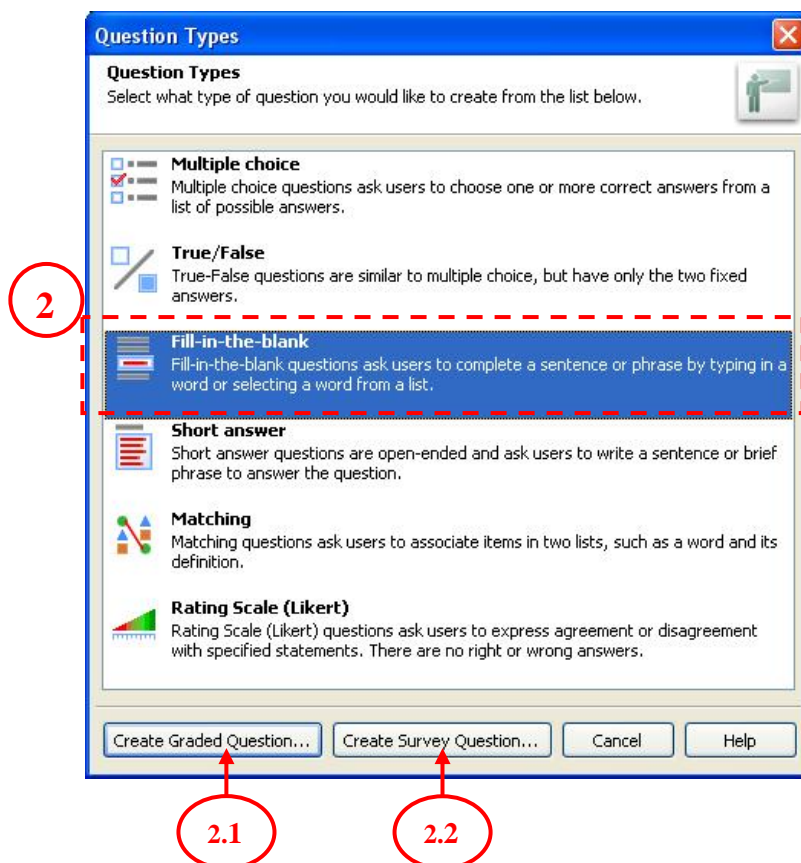 Question Types
Question Types
Select what type of question you would like to create from the list below.
Multiple choice
Multiple choice questions ask users to choose one or more correct answers from a
list of possible answers.
True/False
True-False questions are similar to multiple choice, but have only the two fixed
answers.
2
Fill-in-the-blank
Fill-in-the-blank questions ask users to complete a sentence or phrase by typing in a
word or selecting a word from a list.
Short answer
Short answer questions are open-ended and ask users to write a sentence or brief
phrase to answer the question.
Matching
Matching questions ask users to associate items in two lists, such as a word and its
definition.
Rating Scale (Likert)
Rating Scale (Likert) questions ask users to express agreement or disagreement
with specified statements. There are no right or wrong answers.
Create Graded Question... Create Survey Question... Cancel Help
2.1 2.2